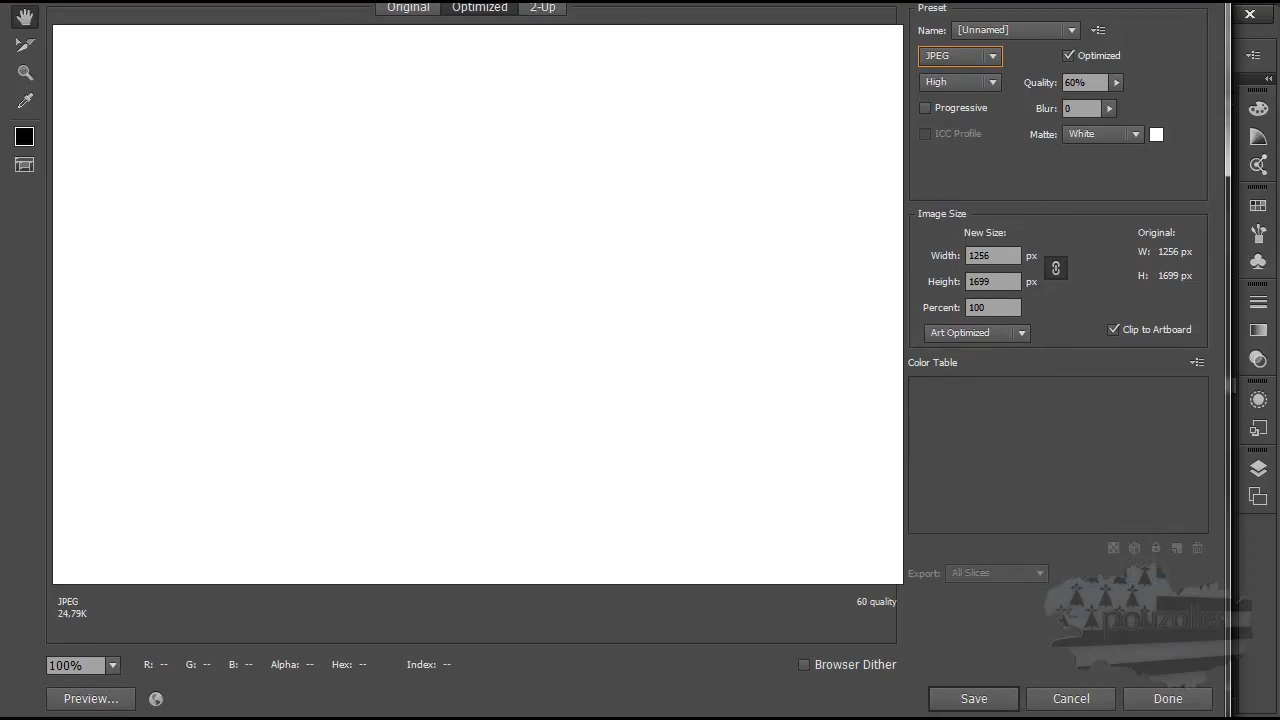 Original Optimized 2-Up
Preset
Name: [Unnamed]
JPEG Optimized
High Quality: 60%
Progressive Blur: 0
ICC Profile Matte: White
Image Size
New Size: Original:
Width: 1256 px W: 1256 px
Height: 1699 px H: 1699 px
Percent: 100
Art Optimized Clip to Artboard
Color Table
Export: All Slices
JPEG 60 quality
24,79K
apouzolles
100% R: -- G: -- B: -- Alpha: -- Hex: -- Index: -- Browser Dither
Preview... Save Cancel Done